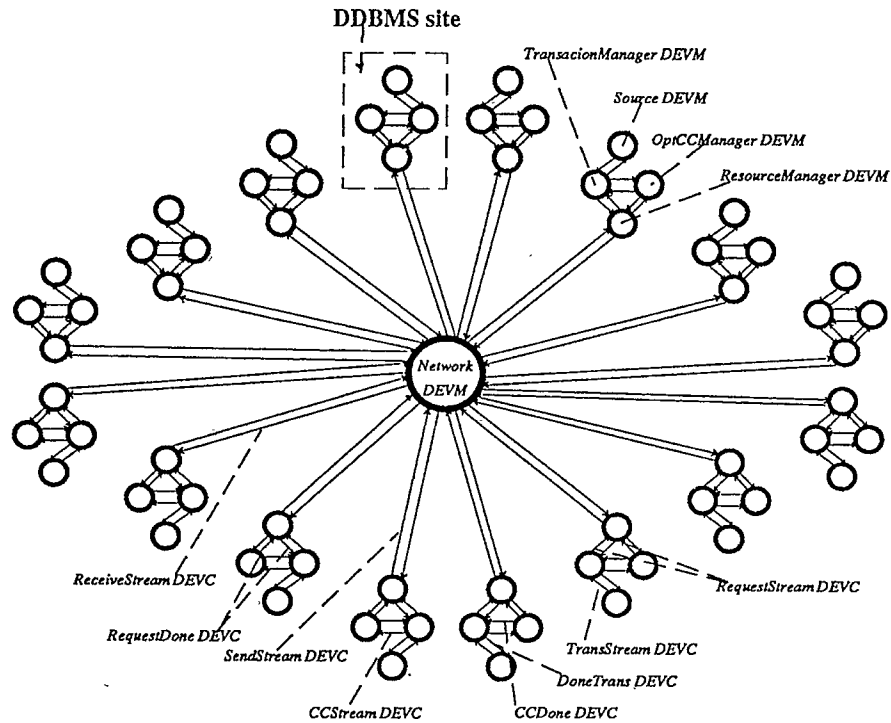 DDBMS site
TransacionManager DEVM
Source DEVM
OptCCManager DEVM
ResourceManager DEVM
Network
DEVM
ReceiveStream DEVC
RequestStream DEVC
RequestDone DEVC
TransStream DEVC
SendStream DEVC
DoneTrans DEVC
CCStream DEVC
CCDone DEVC